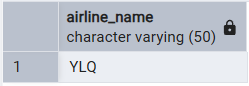 airline_name
character varying (50)
1 YLQ